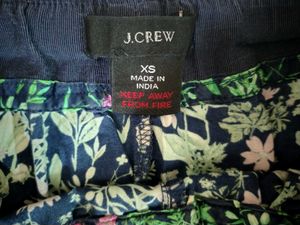 J.CREW
XS
MADE IN
INDIA
KEEP AWAY
FROM FIRE